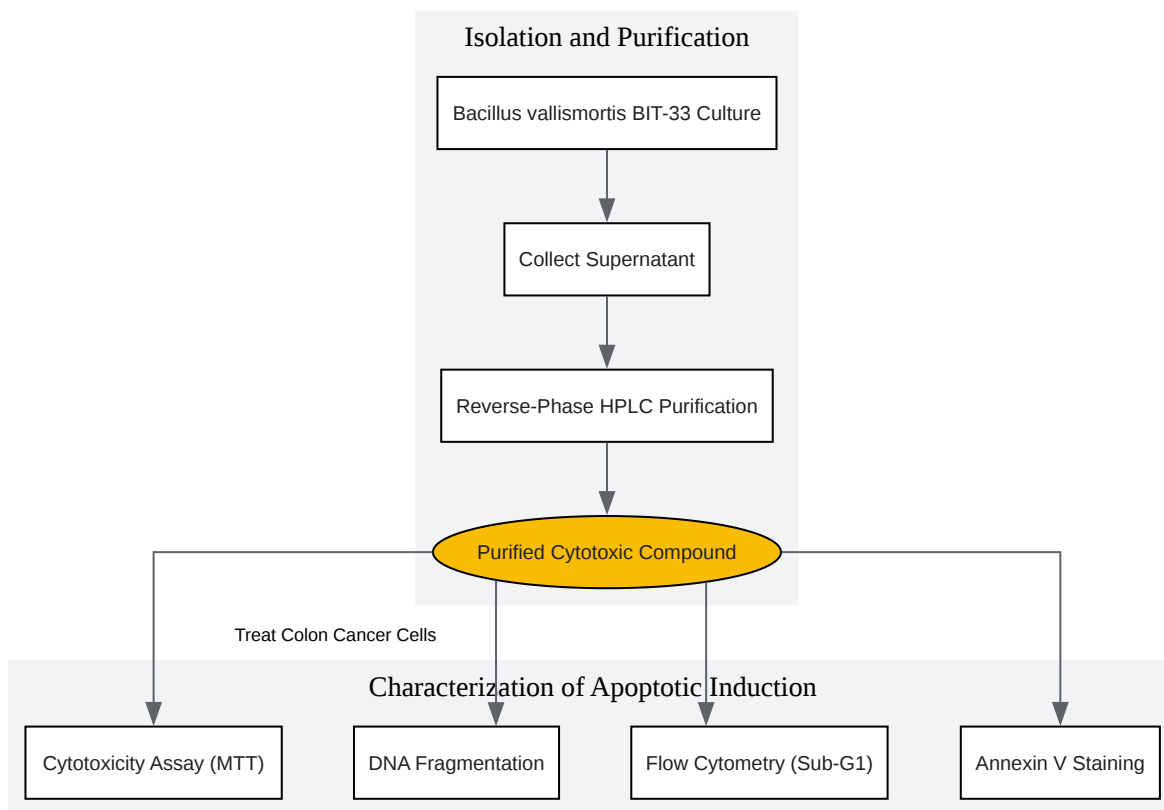 Isolation and Purification
Bacillus vallismortis BIT-33 Culture
Collect Supernatant
Reverse-Phase HPLC Purification
Purified Cytotoxic Compound
Treat Colon Cancer Cells
Characterization of Apoptotic Induction
Cytotoxicity Assay (MTT)
DNA Fragmentation
Flow Cytometry (Sub-G1)
Annexin V Staining